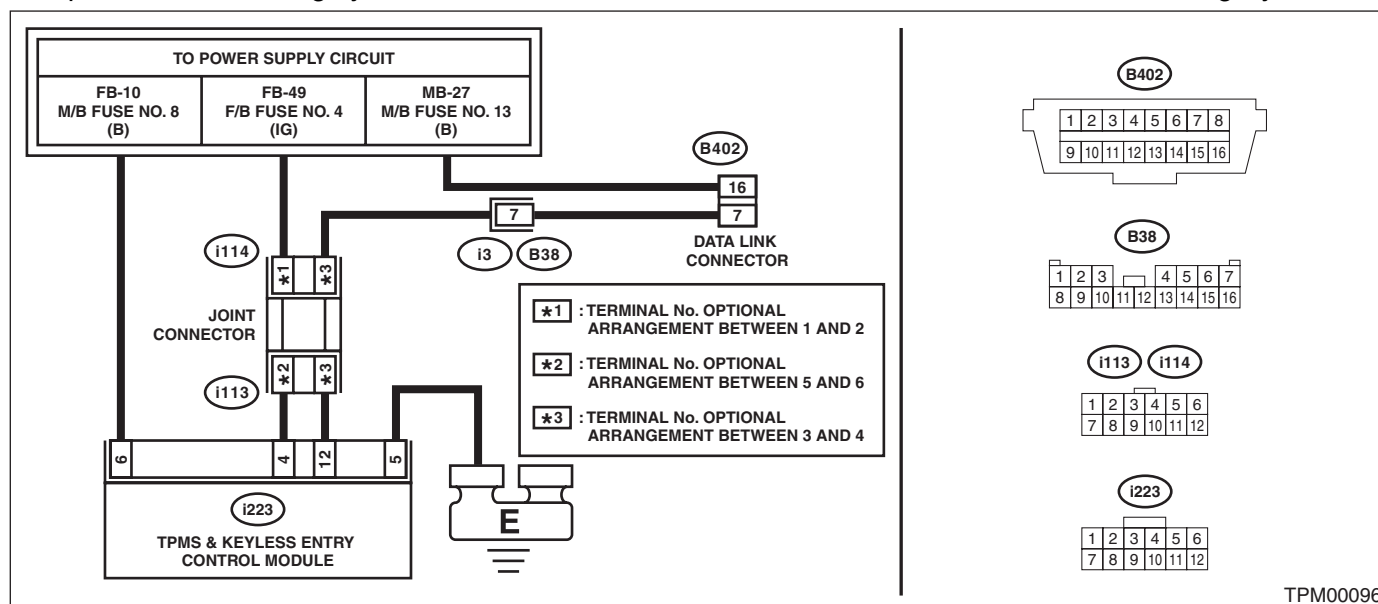 TO POWER SUPPLY CIRCUIT
FB-10
M/B FUSE NO. 8
(B)
FB-49
F/B FUSE NO. 4
(IG)
MB-27
M/B FUSE NO. 13
(B)
B402
16
7
DATA LINK
CONNECTOR
7
i3
B38
i114
*1
*3
JOINT
CONNECTOR
*2
*3
i113
*1 : TERMINAL No. OPTIONAL
ARRANGEMENT BETWEEN 1 AND 2
*2 : TERMINAL No. OPTIONAL
ARRANGEMENT BETWEEN 5 AND 6
*3 : TERMINAL No. OPTIONAL
ARRANGEMENT BETWEEN 3 AND 4
6
4
12
5
i223
TPMS & KEYLESS ENTRY
CONTROL MODULE
E
B402
1 2 3 4 5 6 7 8
9 10 11 12 13 14 15 16
B38
1 2 3 4 5 6 7
8 9 10 11 12 13 14 15 16
i113 i114
1 2 3 4 5 6
7 8 9 10 11 12
i223
1 2 3 4 5 6
7 8 9 10 11 12
TPM00096